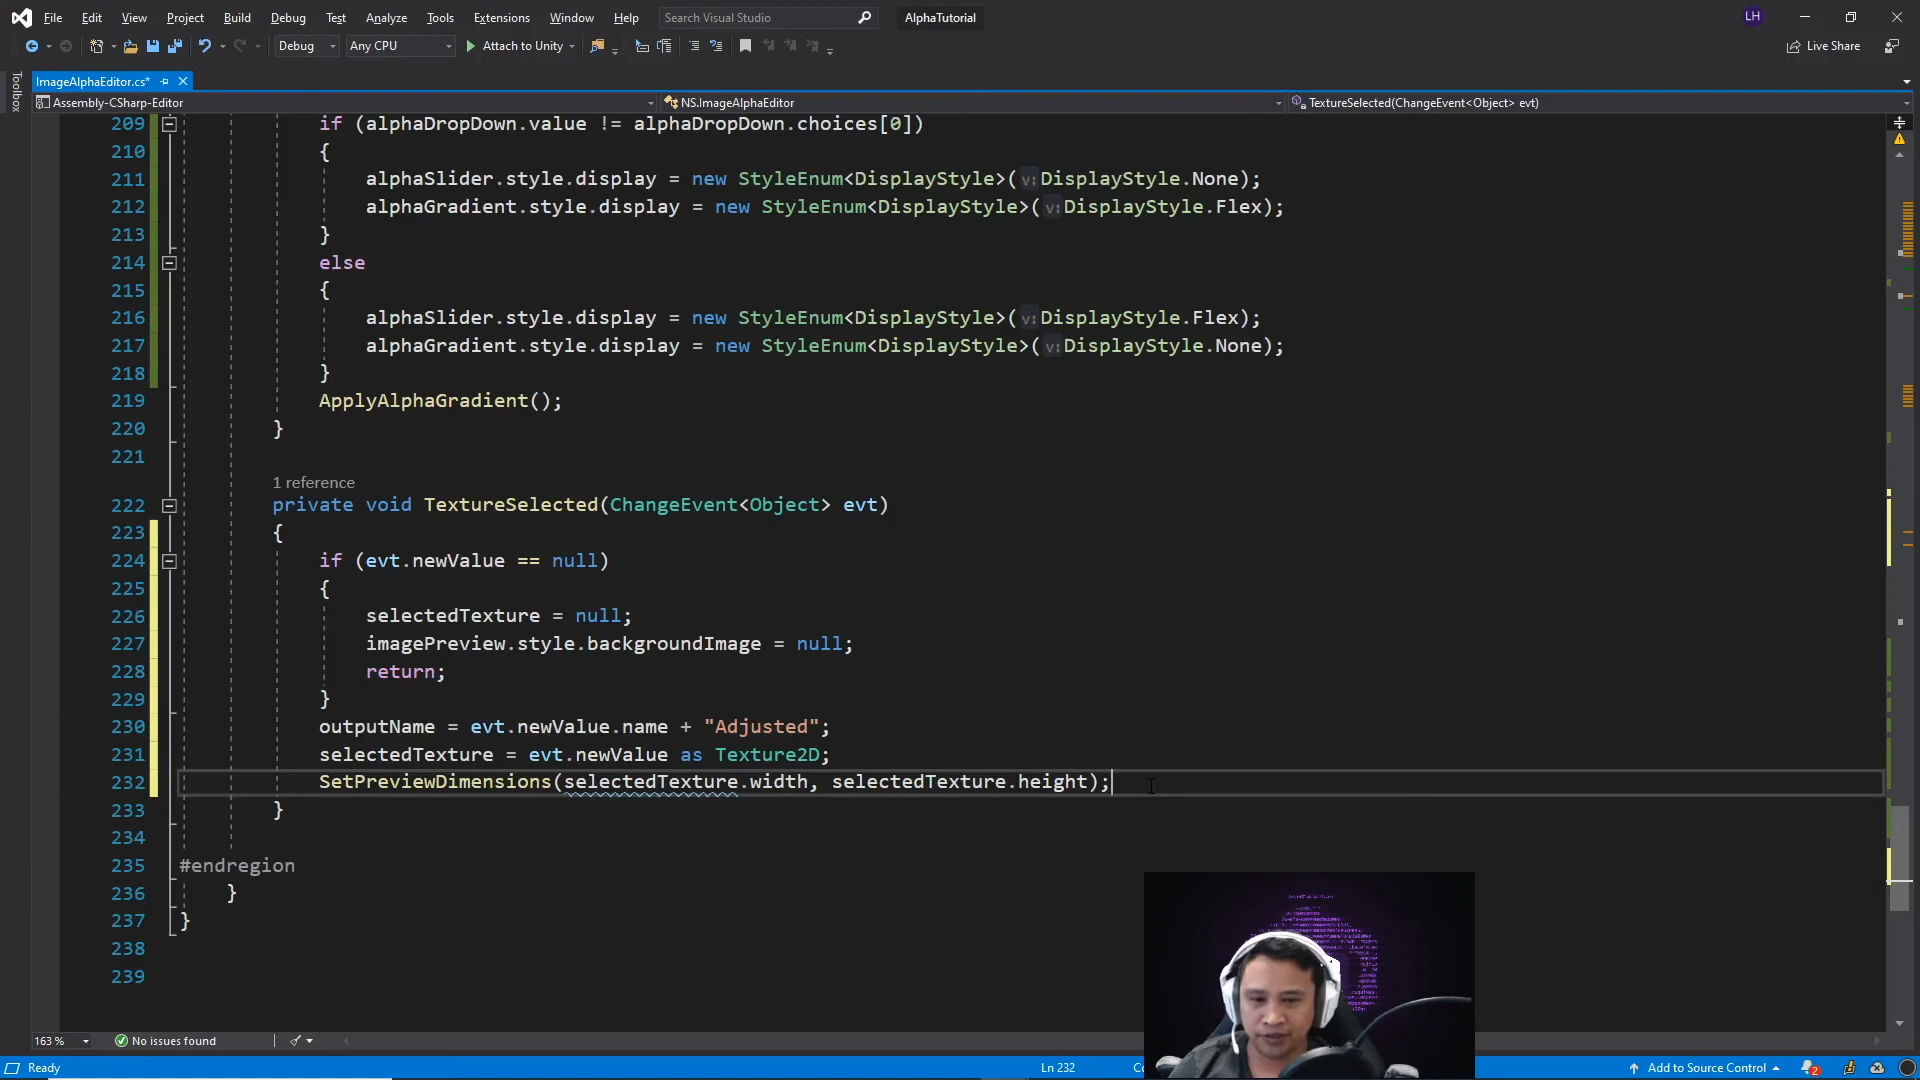 File Edit View Project Build Debug Test Analyze Tools Extensions Window Help Search Visual Studio AlphaTutorial LH
Debug Any CPU Attach to Unity Live Share
Toolbox
ImageAlphaEditor.cs*
Assembly-CSharp-Editor NS.ImageAlphaEditor TextureSelected(ChangeEvent<Object> evt)
209 if (alphaDropDown.value != alphaDropDown.choices[0])
210 {
211 alphaSlider.style.display = new StyleEnum<DisplayStyle>(v:DisplayStyle.None);
212 alphaGradient.style.display = new StyleEnum<DisplayStyle>(v:DisplayStyle.Flex);
213 }
214 else
215 {
216 alphaSlider.style.display = new StyleEnum<DisplayStyle>(v:DisplayStyle.Flex);
217 alphaGradient.style.display = new StyleEnum<DisplayStyle>(v:DisplayStyle.None);
218 }
219 ApplyAlphaGradient();
220 }
221
1 reference
222 private void TextureSelected(ChangeEvent<Object> evt)
223 {
224 if (evt.newValue == null)
225 {
226 selectedTexture = null;
227 imagePreview.style.backgroundImage = null;
228 return;
229 }
230 outputName = evt.newValue.name + "Adjusted";
231 selectedTexture = evt.newValue as Texture2D;
232 SetPreviewDimensions(selectedTexture.width, selectedTexture.height);
233 }
234
235 #endregion
236 }
237 }
238
239
163 % No issues found
Ready Ln 232 Add to Source Control 2